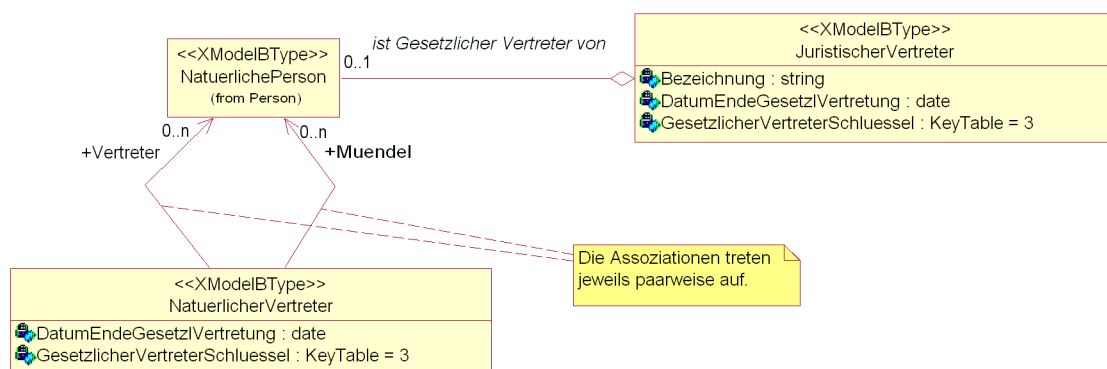 <<XModelBType>>
NatuerlichePerson
(from Person)
ist Gesetzlicher Vertreter von
0..1
<<XModelBType>>
JuristischerVertreter
Bezeichnung : string
DatumEndeGesetzlVertretung : date
GesetzlicherVertreterSchluessel : KeyTable = 3
0..n
0..n
+Vertreter
+Muendel
Die Assoziationen treten
jeweils paarweise auf.
<<XModelBType>>
NatuerlicherVertreter
DatumEndeGesetzlVertretung : date
GesetzlicherVertreterSchluessel : KeyTable = 3